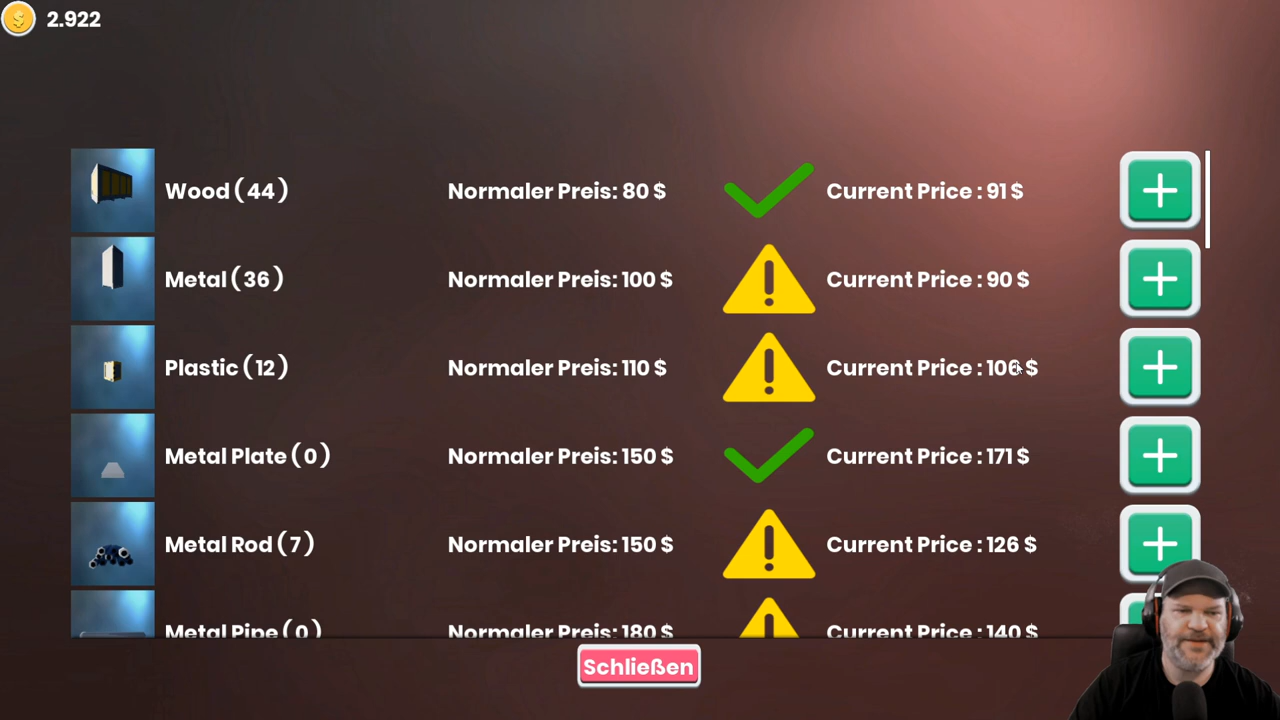 2.922
Wood ( 44 ) Normaler Preis: 80 $ Current Price : 91 $
Metal ( 36 ) Normaler Preis: 100 $ Current Price : 90 $
Plastic ( 12 ) Normaler Preis: 110 $ Current Price : 106 $
Metal Plate ( 0 ) Normaler Preis: 150 $ Current Price : 171 $
Metal Rod ( 7 ) Normaler Preis: 150 $ Current Price : 126 $
Metal Pipe ( 0 ) Normaler Preis: 180 $ Current Price : 140 $
Schließen